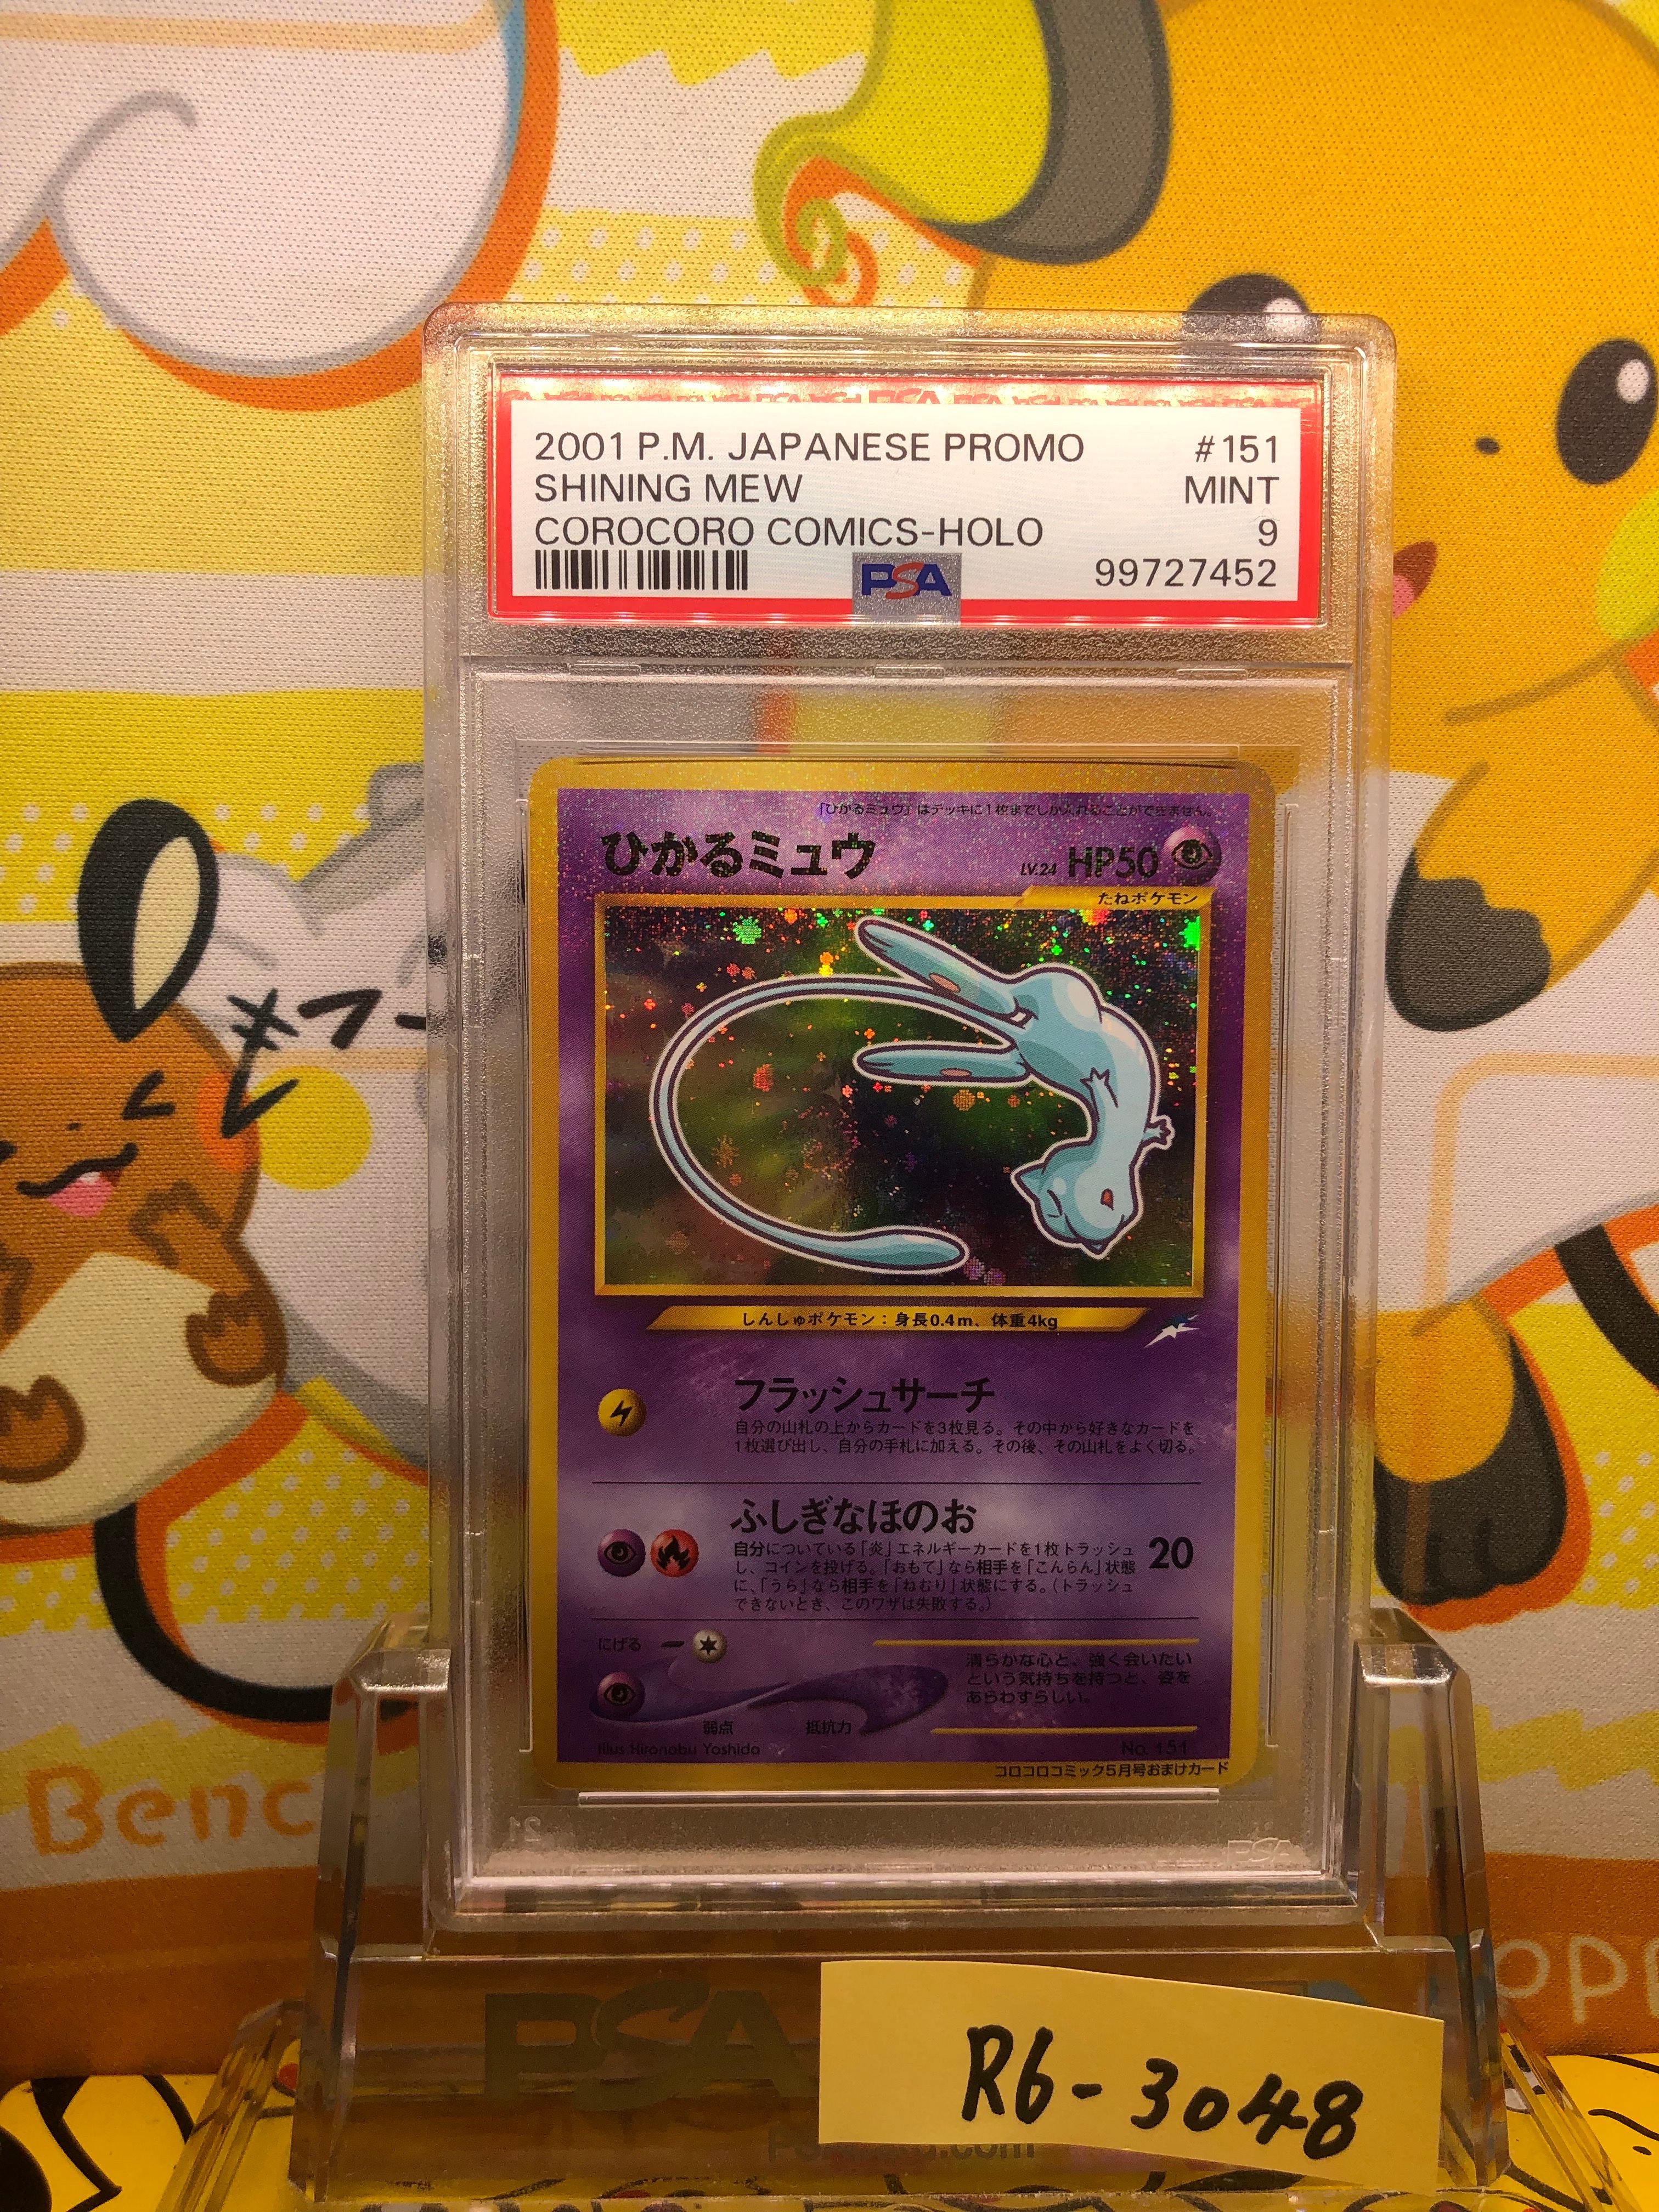 2001 P.M. JAPANESE PROMO #151
SHINING MEW MINT
COROCORO COMICS-HOLO 9
PSA 99727452
「ひかるミュウ」はデッキに1枚までしか入れることができません。
ひかるミュウ LV.24 HP50
たねポケモン
しんしゅポケモン：身長0.4m、体重4kg
フラッシュサーチ
自分の山札の上からカードを3枚見る。その中から好きなカードを
1枚選び出し、自分の手札に加える。その後、その山札をよく切る。
ふしぎなほのお
20
自分についている「炎」エネルギーカードを1枚トラッシュ
し、コインを投げる。「おもて」なら相手を「こんらん」状態
に、「うら」なら相手を「ねむり」状態にする。(トラッシュ
できないとき、このワザは失敗する。)
にげる
清らかな心と、強く会いたい
という気持ちを持つと、姿を
あらわすらしい。
弱点 抵抗力
Illus. Hironobu Yoshida No. 151
コロコロコミック5月号おまけカード
PSA
Benc
PSA
R6-3048